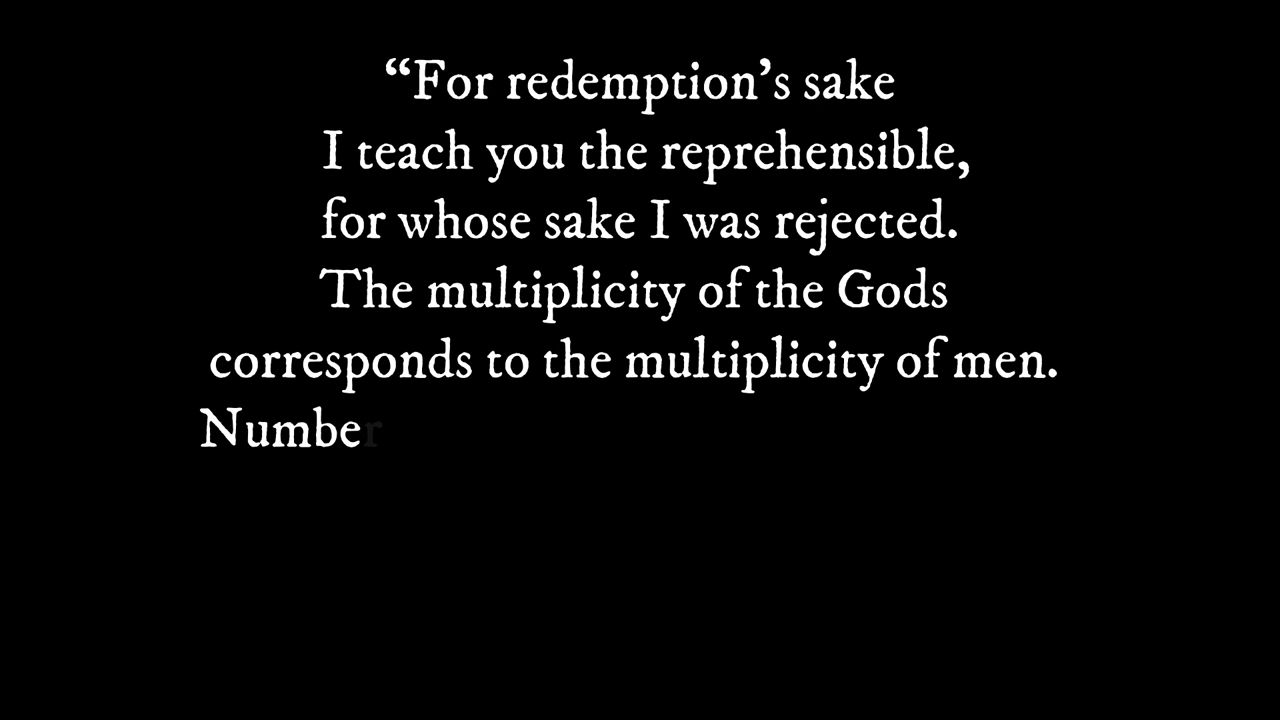 “For redemption’s sake
I teach you the reprehensible,
for whose sake I was rejected.
The multiplicity of the Gods
corresponds to the multiplicity of men.
Number